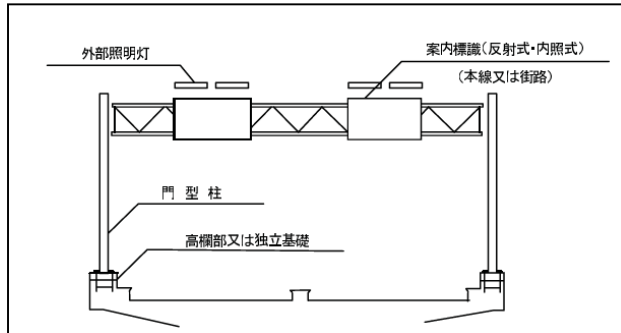 外部照明灯
案内標識(反射式・内照式)
(本線又は街路)
門 型 柱
高欄部又は独立基礎